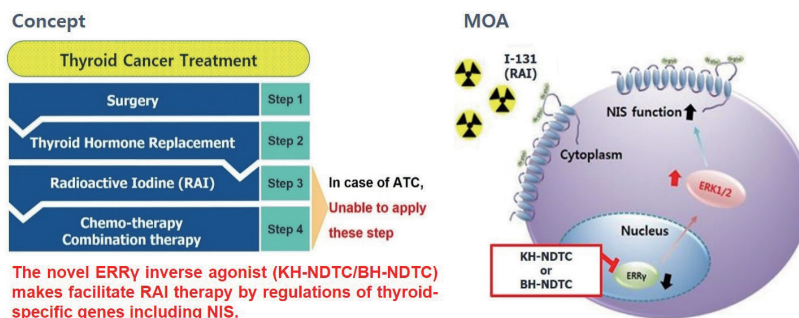 Concept
Thyroid Cancer Treatment
Surgery
Step 1
Thyroid Hormone Replacement
Step 2
Radioactive Iodine (RAI)
Step 3
Chemo-therapy
Combination therapy
Step 4
In case of ATC,
Unable to apply
these step
The novel ERRγ inverse agonist (KH-NDTC/BH-NDTC)
makes facilitate RAI therapy by regulations of thyroid-
specific genes including NIS.
MOA
I-131
(RAI)
NIS function
Cytoplasm
ERK1/2
Nucleus
KH-NDTC
or
BH-NDTC
ERRγ